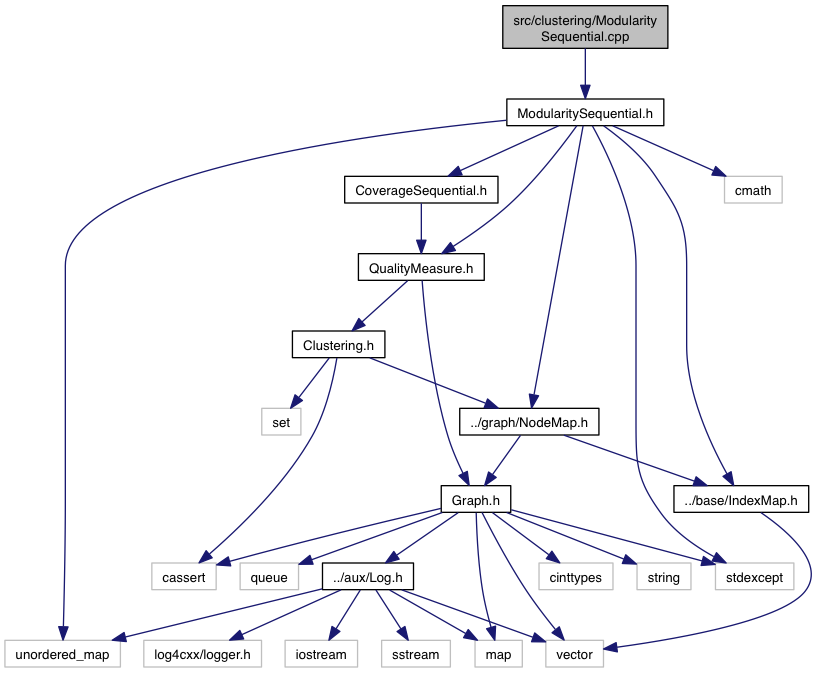 src/clustering/Modularity
Sequential.cpp
ModularitySequential.h
CoverageSequential.h
cmath
QualityMeasure.h
Clustering.h
set
../graph/NodeMap.h
Graph.h
../base/IndexMap.h
cassert
queue
../aux/Log.h
cinttypes
string
stdexcept
unordered_map
log4cxx/logger.h
iostream
sstream
map
vector